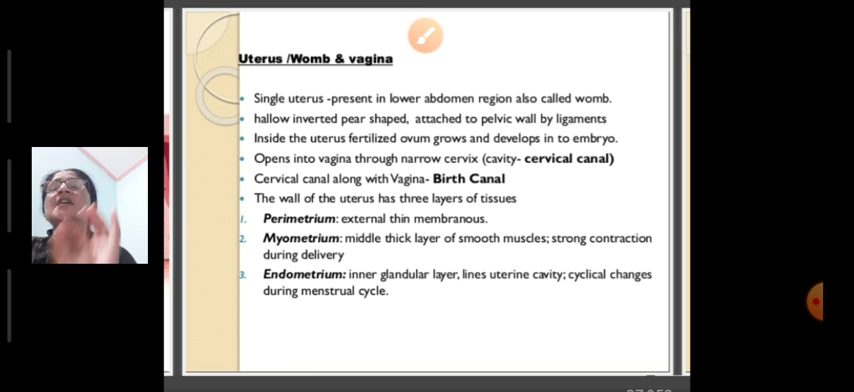 Uterus /Womb & vagina
• Single uterus -present in lower abdomen region also called womb.
• hallow inverted pear shaped, attached to pelvic wall by ligaments
• Inside the uterus fertilized ovum grows and develops in to embryo.
• Opens into vagina through narrow cervix (cavity- cervical canal)
• Cervical canal along with Vagina- Birth Canal
• The wall of the uterus has three layers of tissues
1. Perimetrium: external thin membranous.
2. Myometrium: middle thick layer of smooth muscles; strong contraction
during delivery
3. Endometrium: inner glandular layer, lines uterine cavity; cyclical changes
during menstrual cycle.